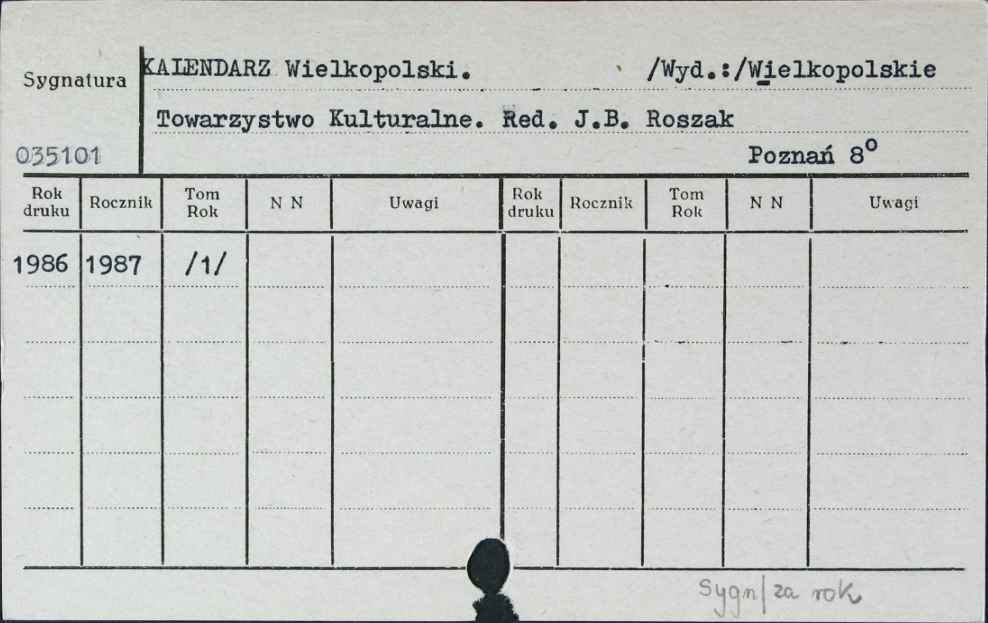 KALENDARZ Wielkopolski. /Wyd.:/Wielkopolskie
Sygnatura
Towarzystwo Kulturalne. Red. J.B. Roszak
035101 Poznań 8°
Rok druku Rocznik Tom Rok N N Uwagi Rok druku Rocznik Tom Rok N N Uwagi
1986 1987 /1/
Sygn/za rok